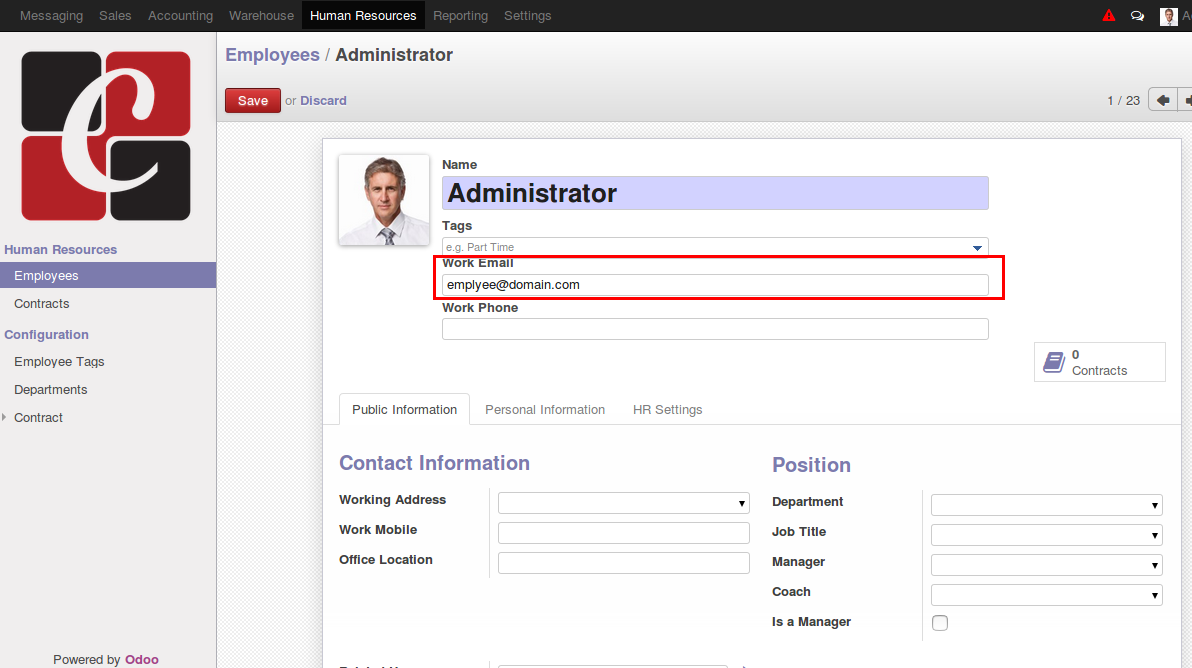 Messaging Sales Accounting Warehouse Human Resources Reporting Settings
Employees / Administrator
Save or Discard
1 / 23
C
Human Resources
Employees
Contracts
Configuration
Employee Tags
Departments
Contract
Powered by Odoo
Name
Administrator
Tags
e.g. Part Time
Work Email
emplyee@domain.com
Work Phone
0
Contracts
Public Information Personal Information HR Settings
Contact Information
Working Address
Work Mobile
Office Location
Position
Department
Job Title
Manager
Coach
Is a Manager